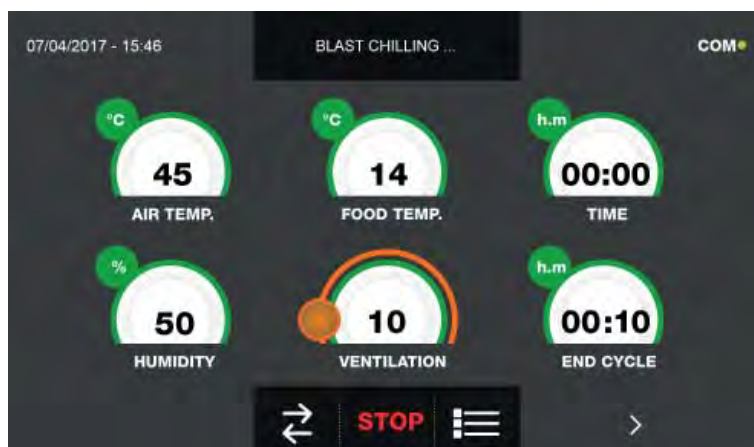 07/04/2017 - 15:46
BLAST CHILLING ...
COM
°C
45
AIR TEMP.
°C
14
FOOD TEMP.
h.m
00:00
TIME
%
50
HUMIDITY
10
VENTILATION
h.m
00:10
END CYCLE
STOP